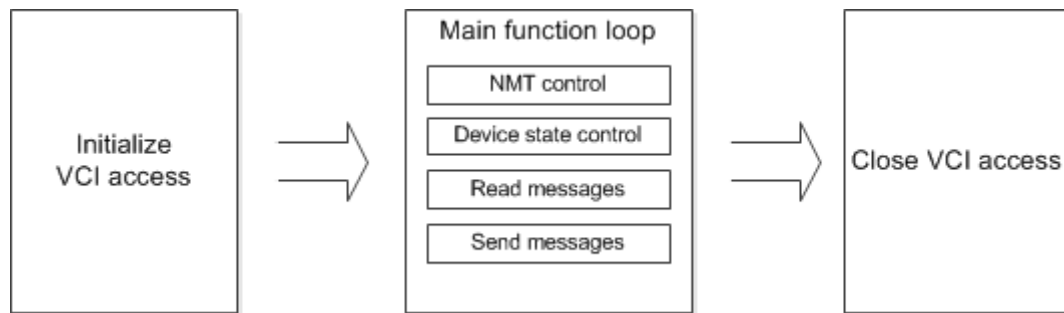 Initialize
VCI access
Main function loop
NMT control
Device state control
Read messages
Send messages
Close VCI access